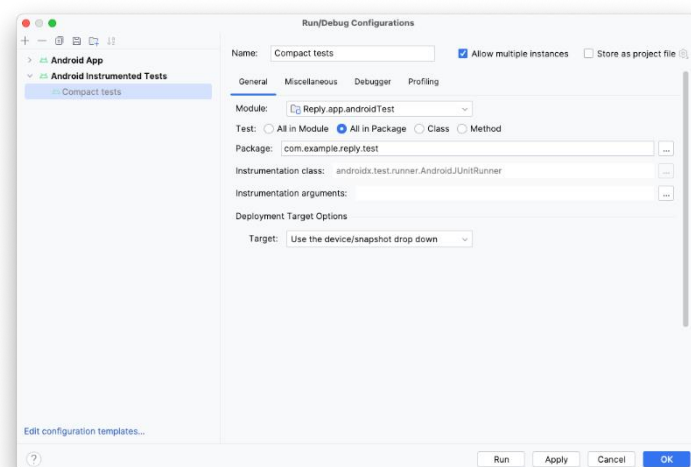 Run/Debug Configurations
Android App
Android Instrumented Tests
Compact tests
Name: Compact tests Allow multiple instances Store as project file
General Miscellaneous Debugger Profiling
Module: Reply.app.androidTest
Test: All in Module All in Package Class Method
Package: com.example.reply.test ...
Instrumentation class: androidx.test.runner.AndroidJUnitRunner ...
Instrumentation arguments: ...
Deployment Target Options
Target: Use the device/snapshot drop down
Edit configuration templates...
? Run Apply Cancel OK